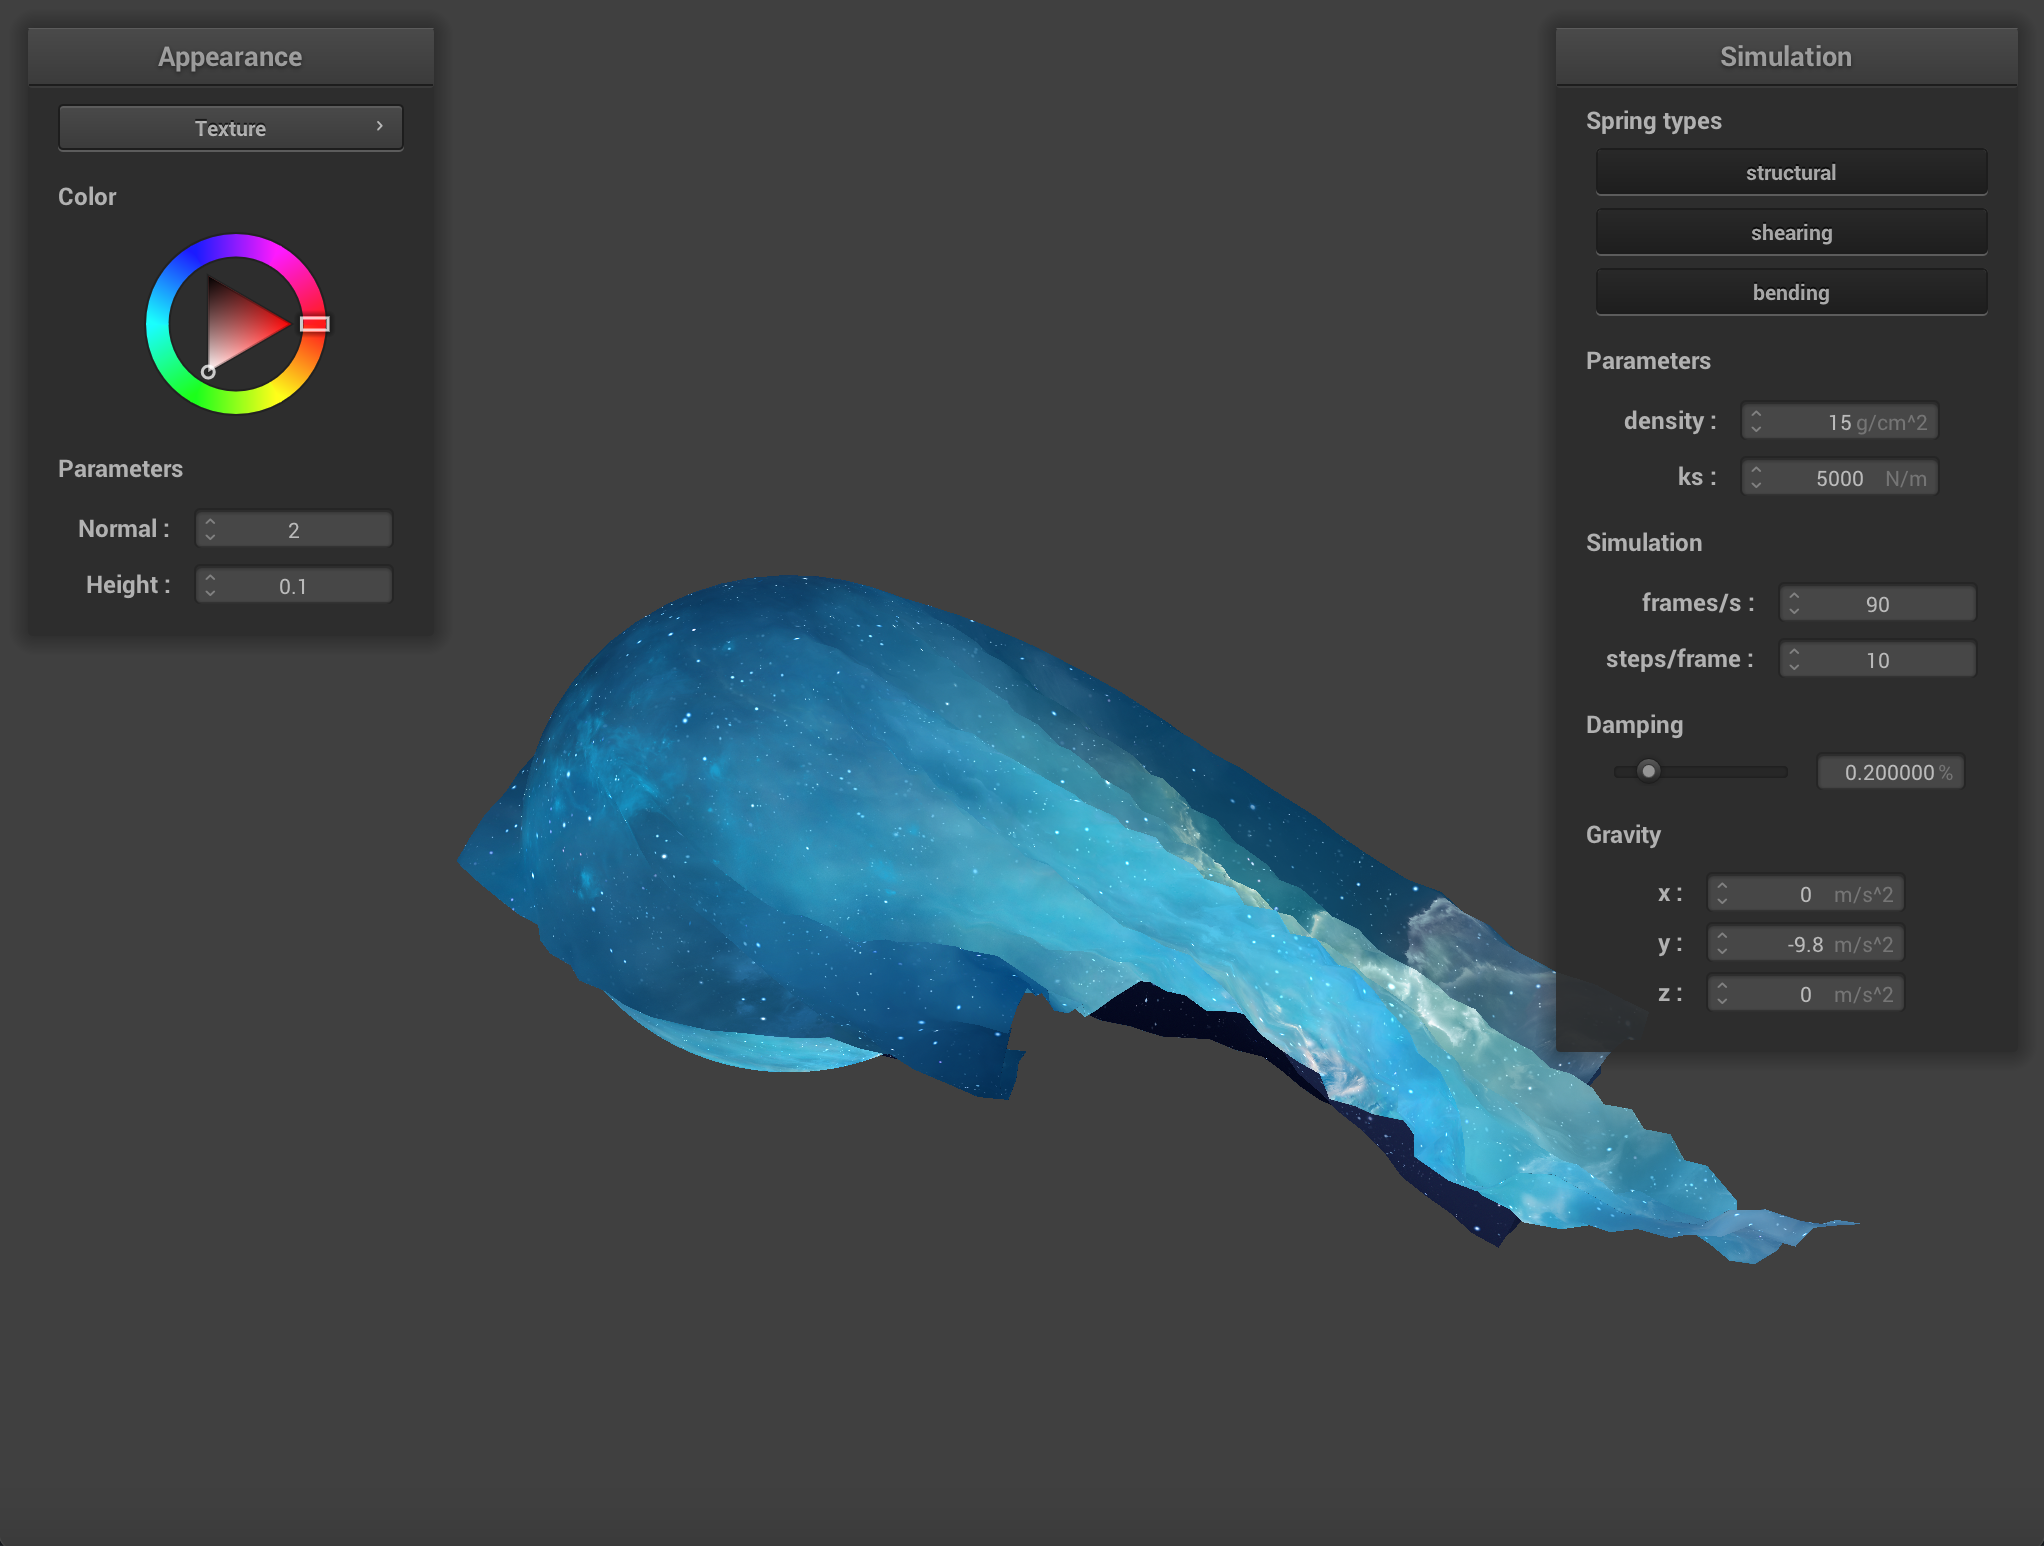 Appearance
Texture
Color
Parameters
Normal : 2
Height : 0.1
Simulation
Spring types
structural
shearing
bending
Parameters
density : 15 g/cm^2
ks : 5000 N/m
Simulation
frames/s : 90
steps/frame : 10
Damping
0.200000 %
Gravity
x : 0 m/s^2
y : -9.8 m/s^2
z : 0 m/s^2